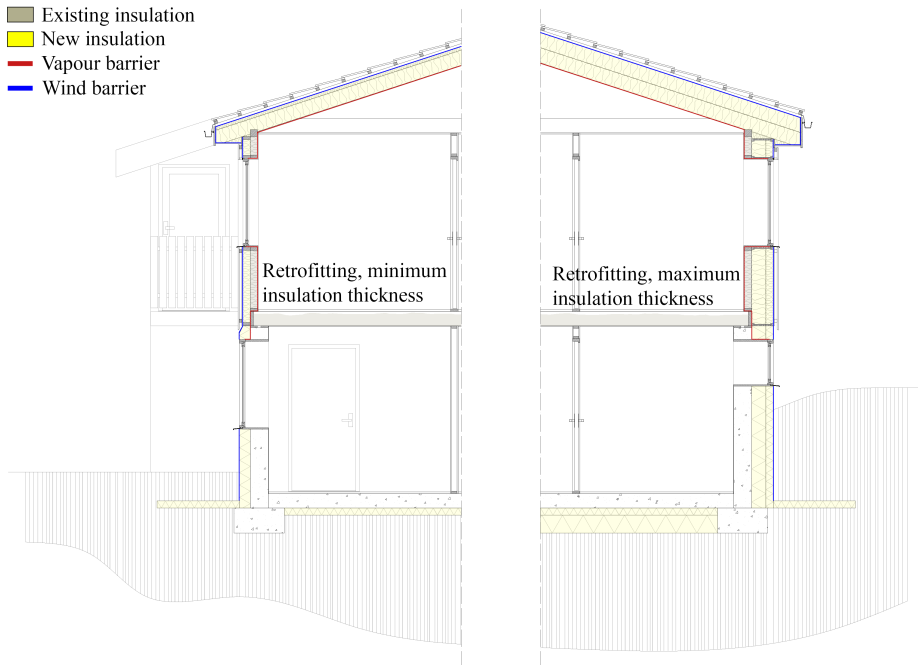 Existing insulation
New insulation
Vapour barrier
Wind barrier
Retrofitting, minimum
insulation thickness
Retrofitting, maximum
insulation thickness